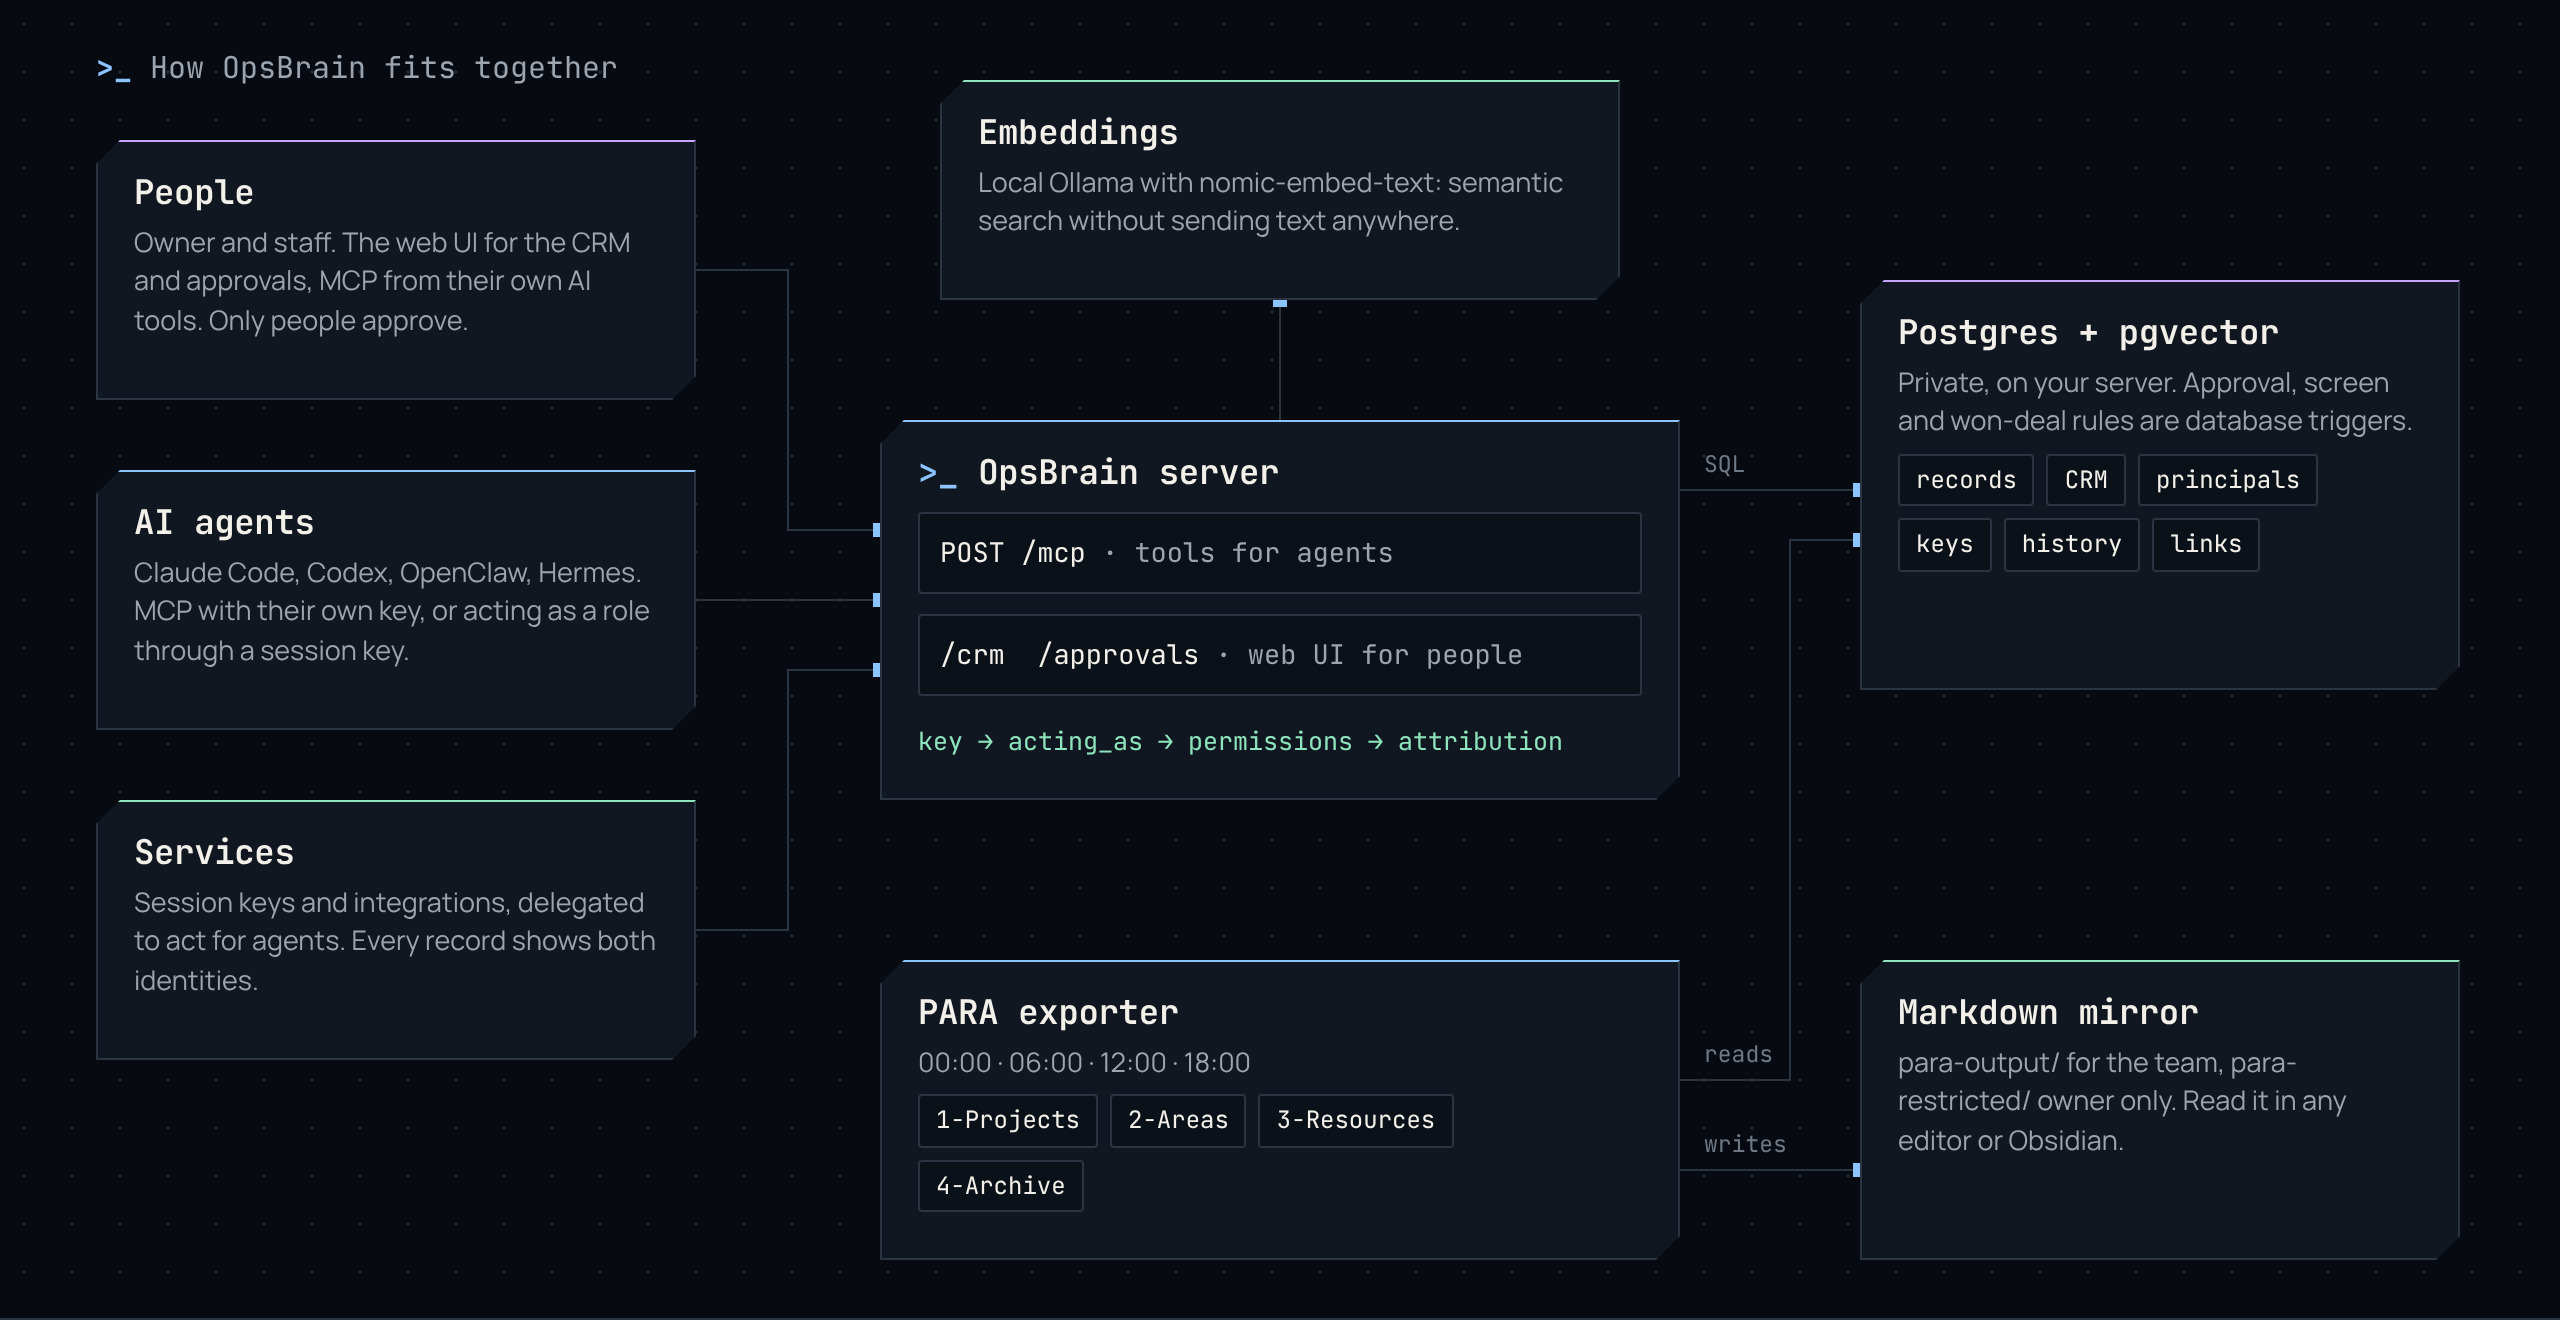 >_ How OpsBrain fits together
People
Owner and staff. The web UI for the CRM
and approvals, MCP from their own AI
tools. Only people approve.
AI agents
Claude Code, Codex, OpenClaw, Hermes.
MCP with their own key, or acting as a role
through a session key.
Services
Session keys and integrations, delegated
to act for agents. Every record shows both
identities.
Embeddings
Local Ollama with nomic-embed-text: semantic
search without sending text anywhere.
>_ OpsBrain server
POST /mcp · tools for agents
/crm  /approvals · web UI for people
key → acting_as → permissions → attribution
PARA exporter
00:00 · 06:00 · 12:00 · 18:00
1-Projects 2-Areas 3-Resources
4-Archive
SQL
reads
writes
Postgres + pgvector
Private, on your server. Approval, screen
and won-deal rules are database triggers.
records CRM principals
keys history links
Markdown mirror
para-output/ for the team, para-
restricted/ owner only. Read it in any
editor or Obsidian.